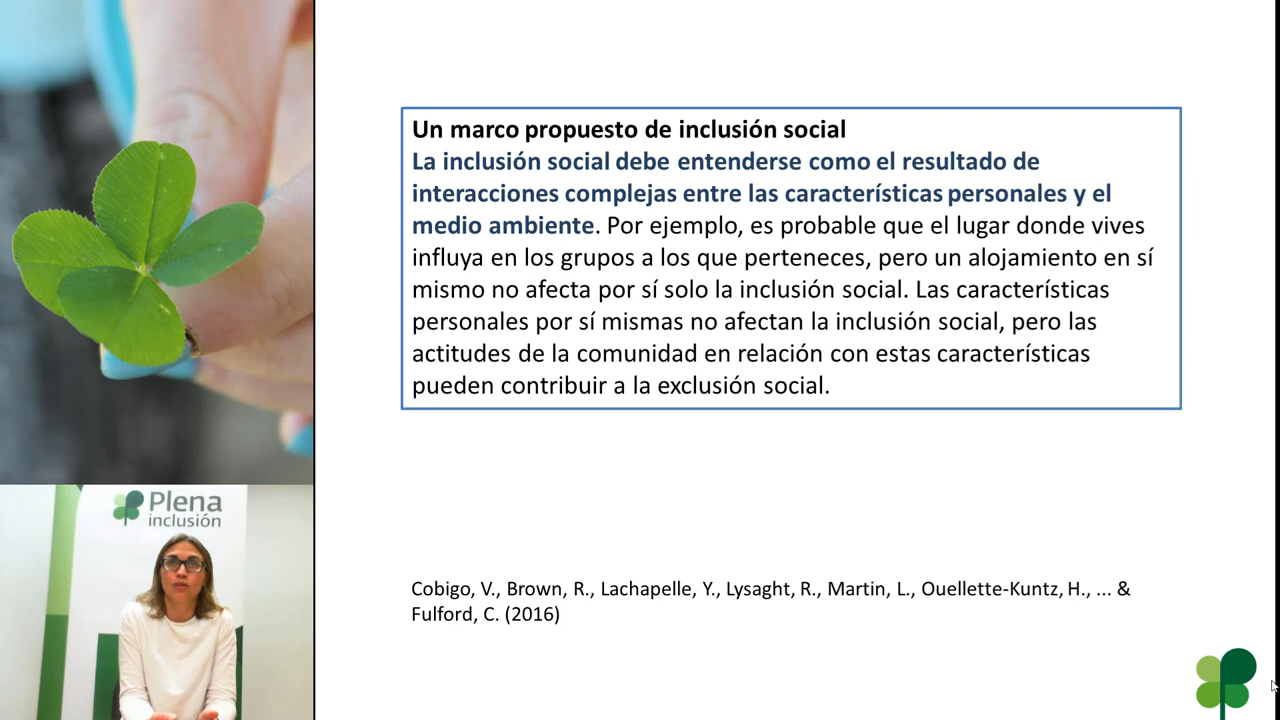 Un marco propuesto de inclusión social
La inclusión social debe entenderse como el resultado de
interacciones complejas entre las características personales y el
medio ambiente. Por ejemplo, es probable que el lugar donde vives
influya en los grupos a los que perteneces, pero un alojamiento en sí
mismo no afecta por sí solo la inclusión social. Las características
personales por sí mismas no afectan la inclusión social, pero las
actitudes de la comunidad en relación con estas características
pueden contribuir a la exclusión social.
Plena
inclusión
Cobigo, V., Brown, R., Lachapelle, Y., Lysaght, R., Martin, L., Ouellette-Kuntz, H., ... &
Fulford, C. (2016)